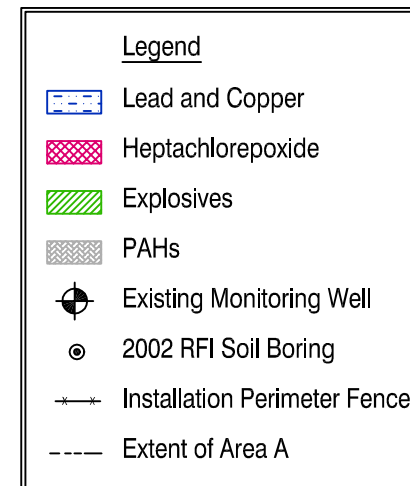 Legend
Lead and Copper
Heptachlorepoxide
Explosives
PAHs
Existing Monitoring Well
2002 RFI Soil Boring
Installation Perimeter Fence
Extent of Area A